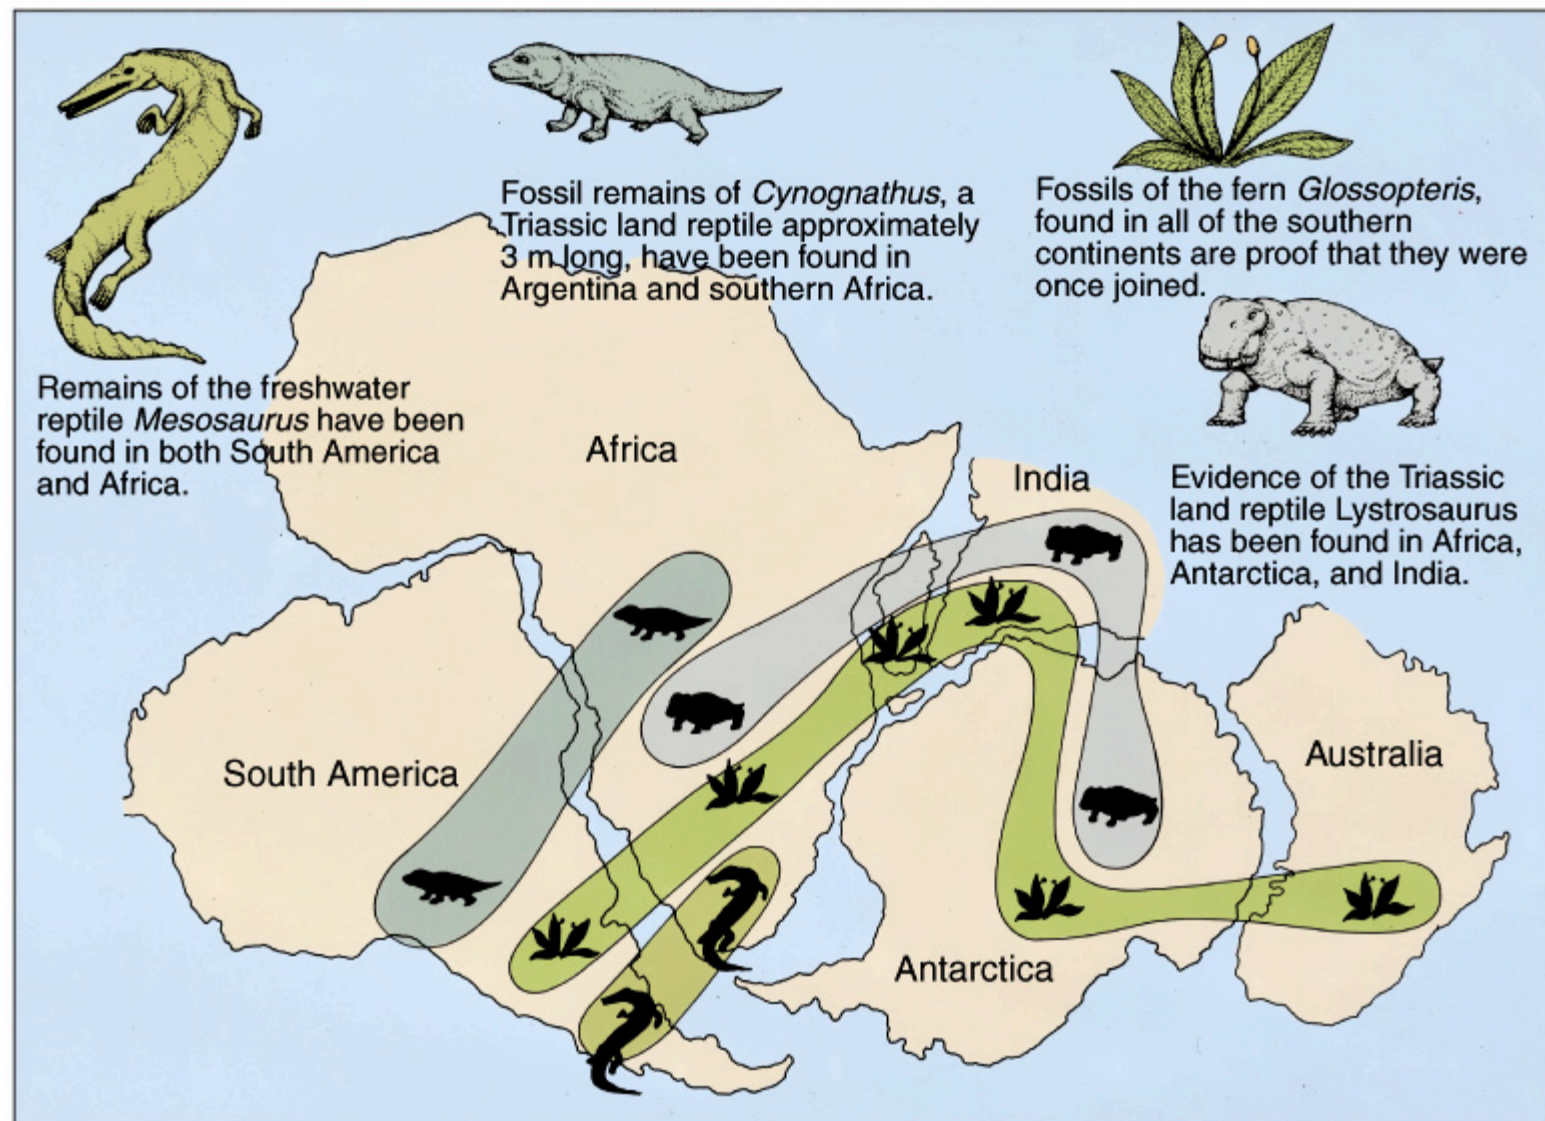 Fossil remains of Cynognathus, a
Triassic land reptile approximately
3 m long, have been found in
Argentina and southern Africa.
Fossils of the fern Glossopteris,
found in all of the southern
continents are proof that they were
once joined.
Remains of the freshwater
reptile Mesosaurus have been
found in both South America
and Africa.
Africa
India
Evidence of the Triassic
land reptile Lystrosaurus
has been found in Africa,
Antarctica, and India.
South America
Australia
Antarctica